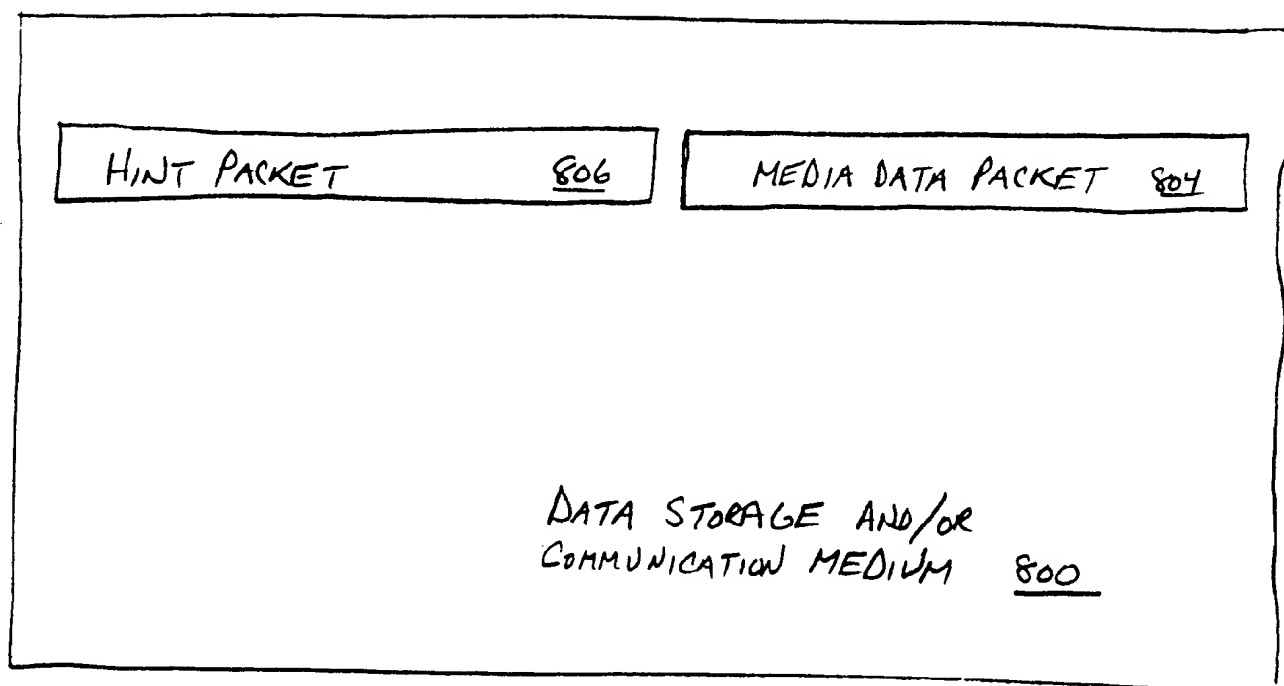 HINT PACKET 806
MEDIA DATA PACKET 804
DATA STORAGE AND/OR
COMMUNICATION MEDIUM 800